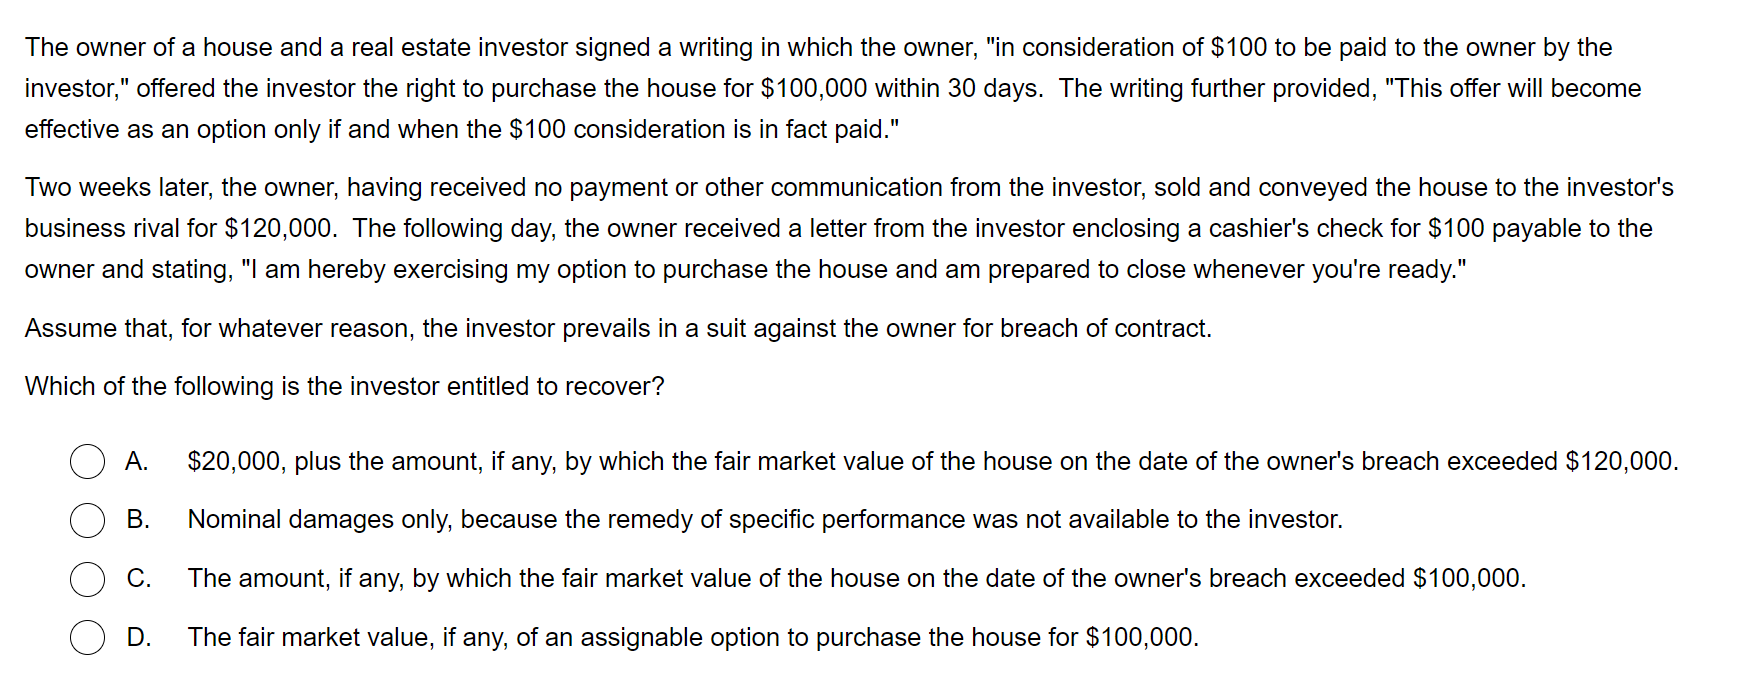 The owner of a house and a real estate investor signed a writing in which the owner, "in consideration of $100 to be paid to the owner by the
investor," offered the investor the right to purchase the house for $100,000 within 30 days.  The writing further provided, "This offer will become
effective as an option only if and when the $100 consideration is in fact paid."
Two weeks later, the owner, having received no payment or other communication from the investor, sold and conveyed the house to the investor's
business rival for $120,000.  The following day, the owner received a letter from the investor enclosing a cashier's check for $100 payable to the
owner and stating, "I am hereby exercising my option to purchase the house and am prepared to close whenever you're ready."
Assume that, for whatever reason, the investor prevails in a suit against the owner for breach of contract.
Which of the following is the investor entitled to recover?
A. $20,000, plus the amount, if any, by which the fair market value of the house on the date of the owner's breach exceeded $120,000.
B. Nominal damages only, because the remedy of specific performance was not available to the investor.
C. The amount, if any, by which the fair market value of the house on the date of the owner's breach exceeded $100,000.
D. The fair market value, if any, of an assignable option to purchase the house for $100,000.